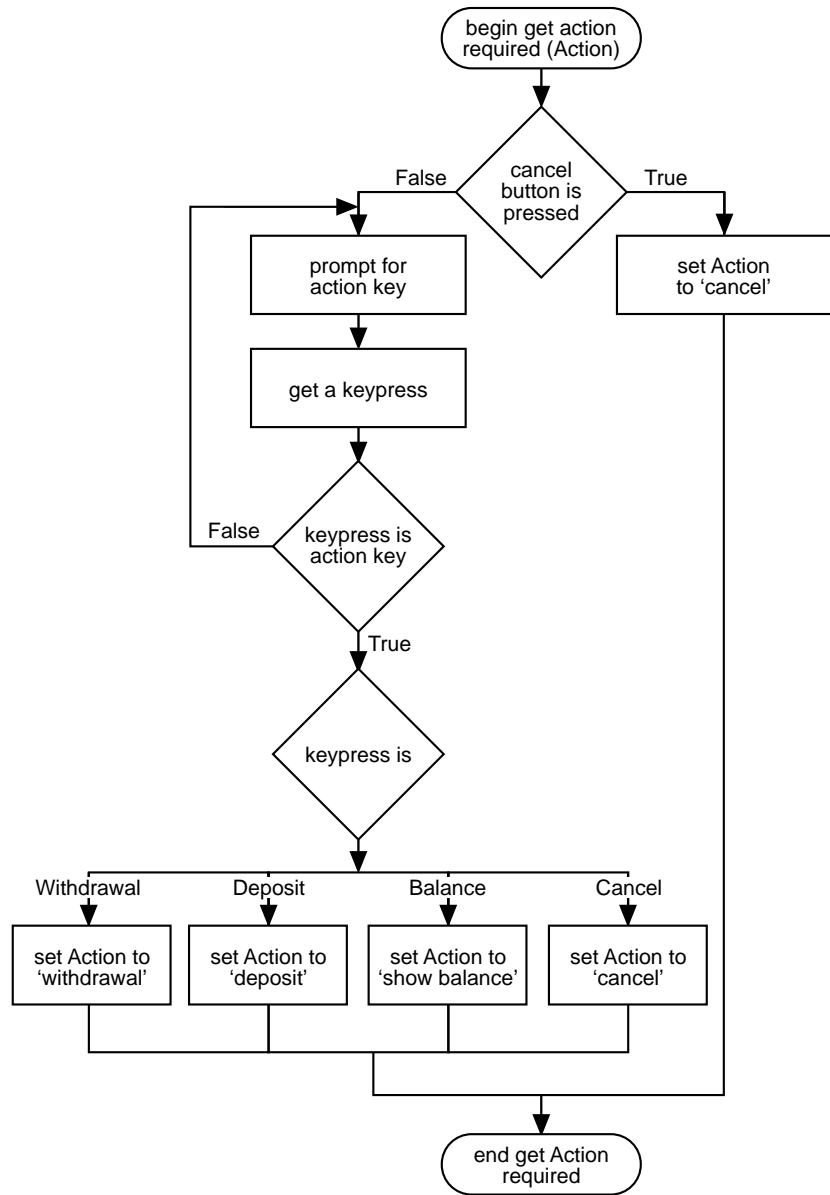 begin get action
required (Action)
cancel
button is
pressed
False
True
prompt for
action key
set Action
to ‘cancel’
get a keypress
keypress is
action key
False
True
keypress is
Withdrawal
Deposit
Balance
Cancel
set Action to
‘withdrawal’
set Action to
‘deposit’
set Action to
‘show balance’
set Action to
‘cancel’
end get Action
required